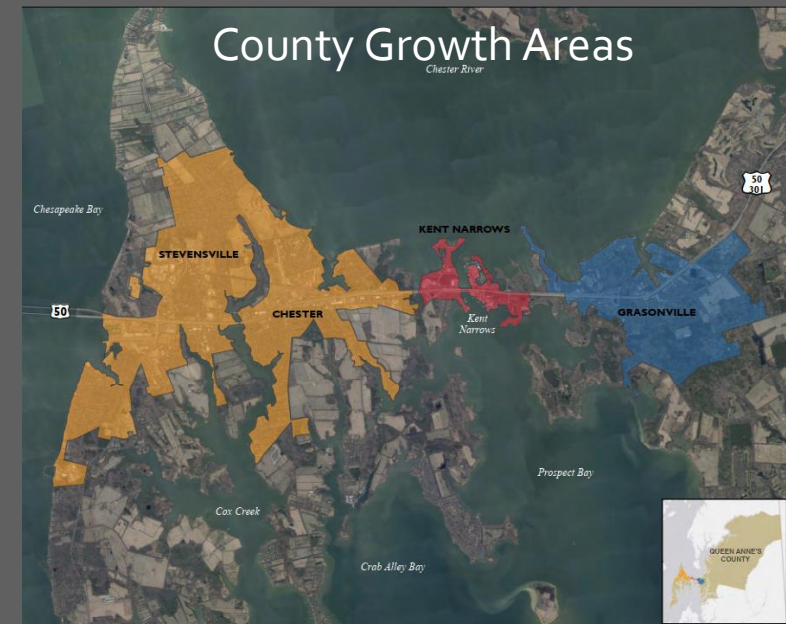 County Growth Areas
Chester River
50
301
Chesapeake Bay
KENT NARROWS
STEVENSVILLE
50
CHESTER
GRASONVILLE
Kent
Narrows
Prospect Bay
Cox Creek
QUEEN ANNE'S
COUNTY
Crab Alley Bay